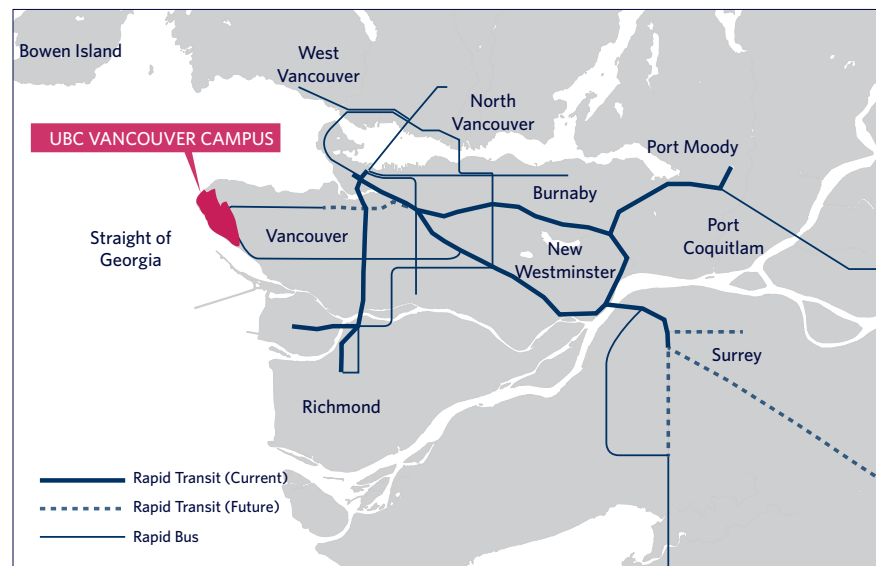 Bowen Island
West
Vancouver
North
Vancouver
UBC VANCOUVER CAMPUS
Port Moody
Burnaby
Straight of
Georgia
Vancouver
New
Westminster
Port
Coquitlam
Surrey
Richmond
Rapid Transit (Current)
Rapid Transit (Future)
Rapid Bus